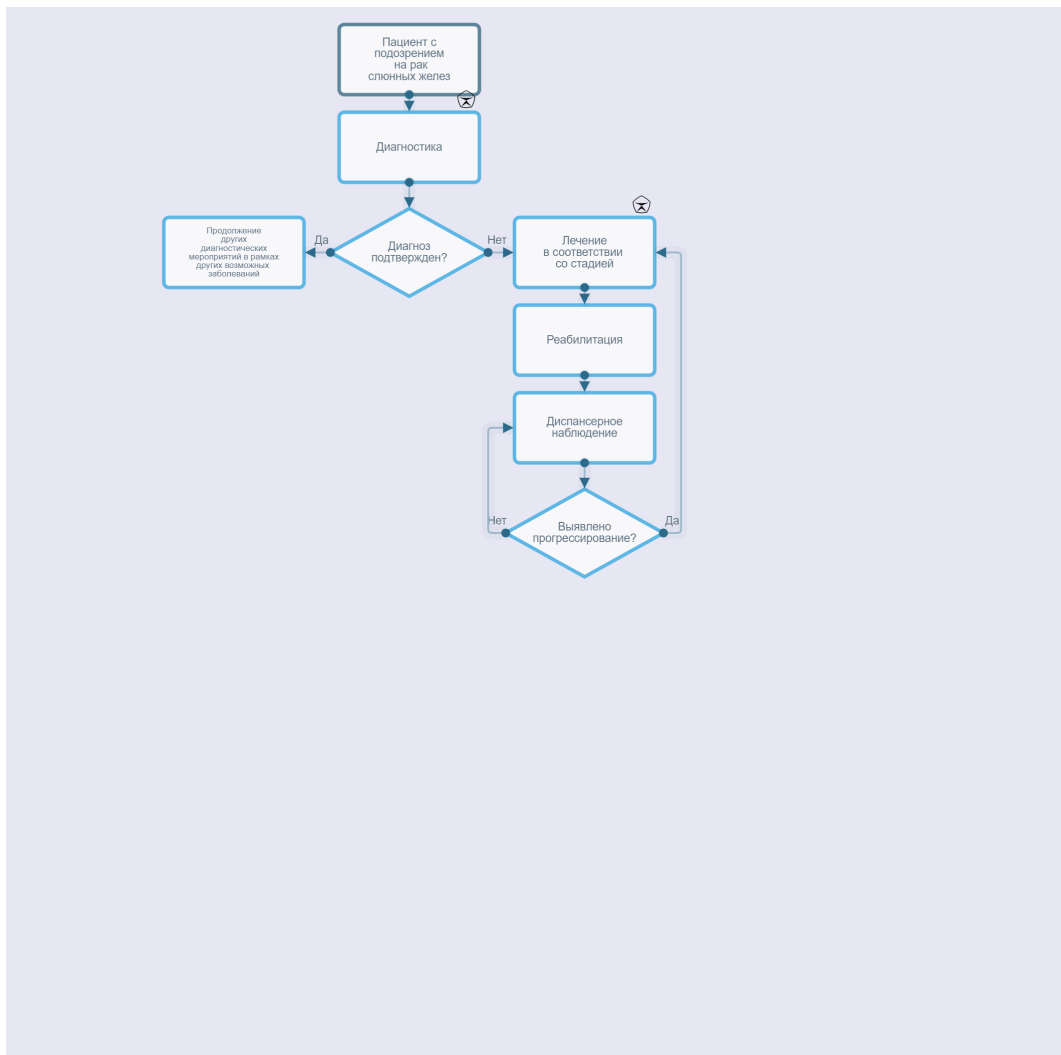 Пациент с
подозрением
на рак
слюнных желез
Диагностика
Диагноз
подтвержден?
Да
Нет
Продолжение
других
диагностических
мероприятий в рамках
других возможных
заболеваний
Лечение
в соответствии
со стадией
Реабилитация
Диспансерное
наблюдение
Выявлено
прогрессирование?
Нет
Да